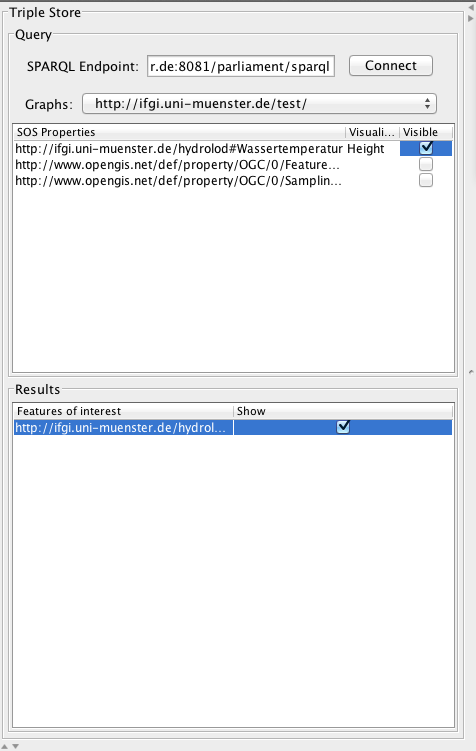 Triple Store
Query
SPARQL Endpoint: r.de:8081/parliament/sparql Connect
Graphs: http://ifgi.uni-muenster.de/test/
SOS Properties Visuali... Visible
http://ifgi.uni-muenster.de/hydrolod#Wassertemperatur Height
http://www.opengis.net/def/property/OGC/0/Feature...
http://www.opengis.net/def/property/OGC/0/Samplin...
Results
Features of interest Show
http://ifgi.uni-muenster.de/hydrol...